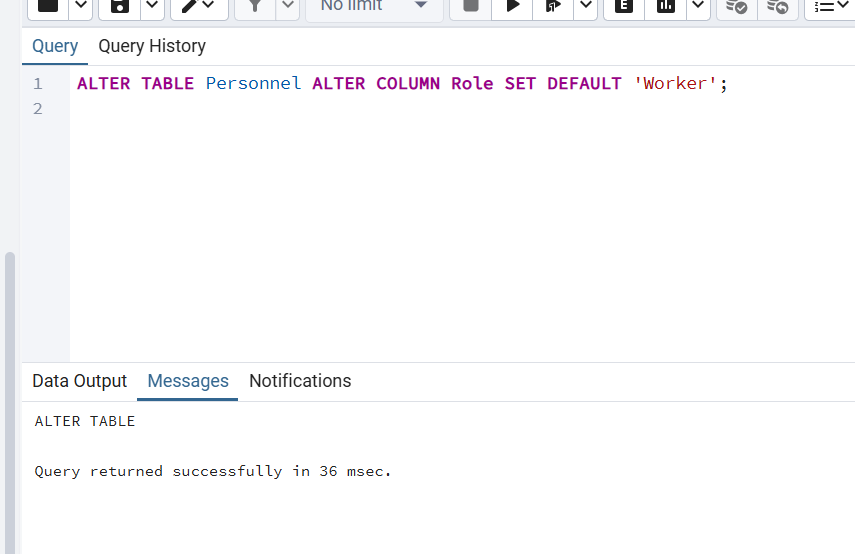 No limit
E
Query Query History
1 ALTER TABLE Personnel ALTER COLUMN Role SET DEFAULT 'Worker';
2
Data Output Messages Notifications
ALTER TABLE
Query returned successfully in 36 msec.